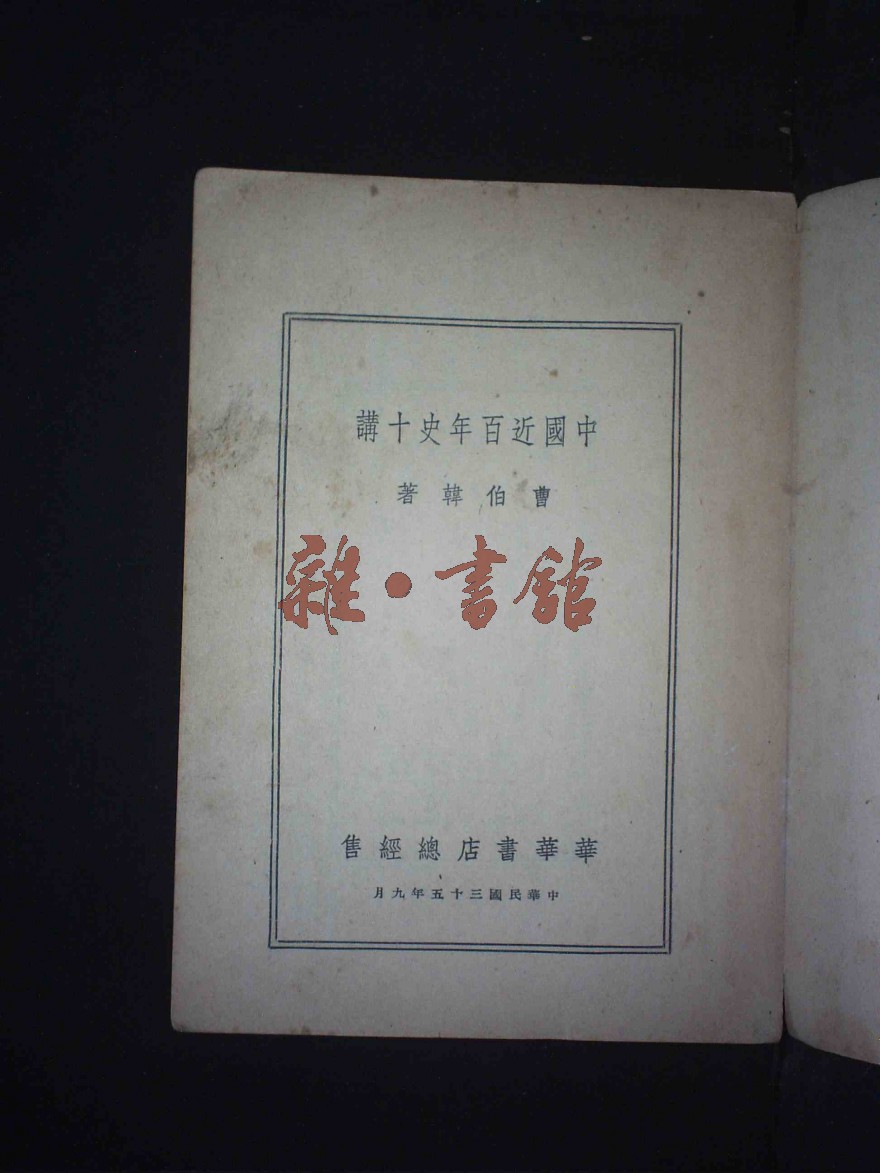 中國近百年史十講
曹伯韓著
雜·書館
華華書店總經售
中華民國三十五年九月